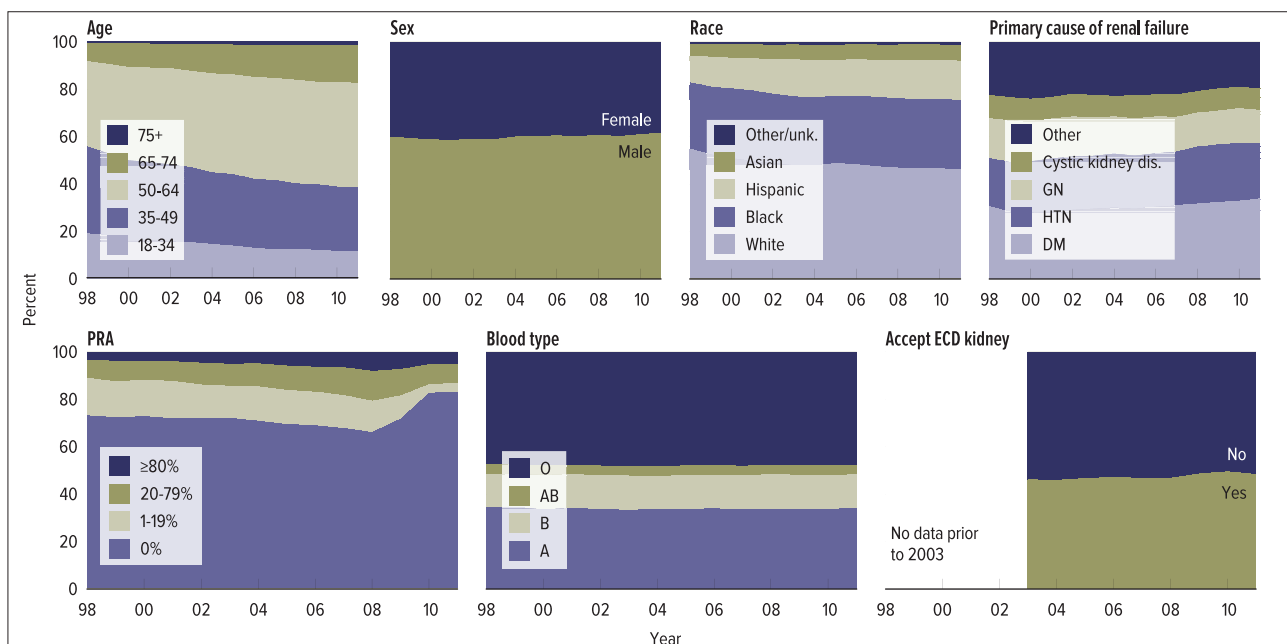 Age
100
80
60
40
20
0
75+
65-74
50-64
35-49
18-34
98 00 02 04 06 08 10
Sex
Female
Male
98 00 02 04 06 08 10
Race
Other/unk.
Asian
Hispanic
Black
White
98 00 02 04 06 08 10
Primary cause of renal failure
Other
Cystic kidney dis.
GN
HTN
DM
98 00 02 04 06 08 10
Percent
PRA
100
80
60
40
20
0
≥80%
20-79%
1-19%
0%
98 00 02 04 06 08 10
Blood type
O
AB
B
A
98 00 02 04 06 08 10
Accept ECD kidney
No
Yes
No data prior
to 2003
98 00 02 04 06 08 10
Year